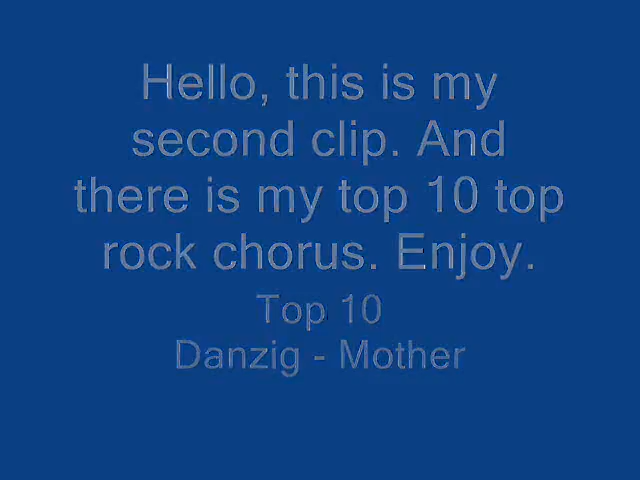 Hello, this is my
second clip. And
there is my top 10 top
rock chorus. Enjoy.
Top 10
Danzig - Mother